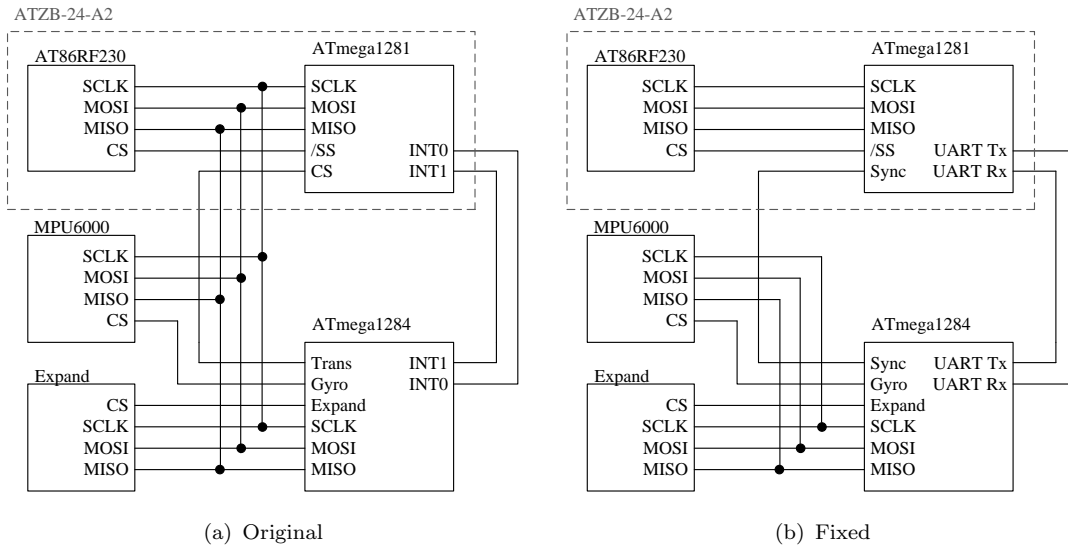 ATZB-24-A2
AT86RF230
ATmega1281
SCLK
MOSI
MISO
CS
SCLK
MOSI
MISO
/SS INT0
CS INT1
MPU6000
SCLK
MOSI
MISO
CS
ATmega1284
Trans INT1
Gyro INT0
Expand
SCLK
MOSI
MISO
Expand
CS
SCLK
MOSI
MISO
(a) Original
ATZB-24-A2
AT86RF230
ATmega1281
SCLK
MOSI
MISO
CS
SCLK
MOSI
MISO
/SS UART Tx
Sync UART Rx
MPU6000
SCLK
MOSI
MISO
CS
ATmega1284
Sync UART Tx
Gyro UART Rx
Expand
SCLK
MOSI
MISO
Expand
CS
SCLK
MOSI
MISO
(b) Fixed